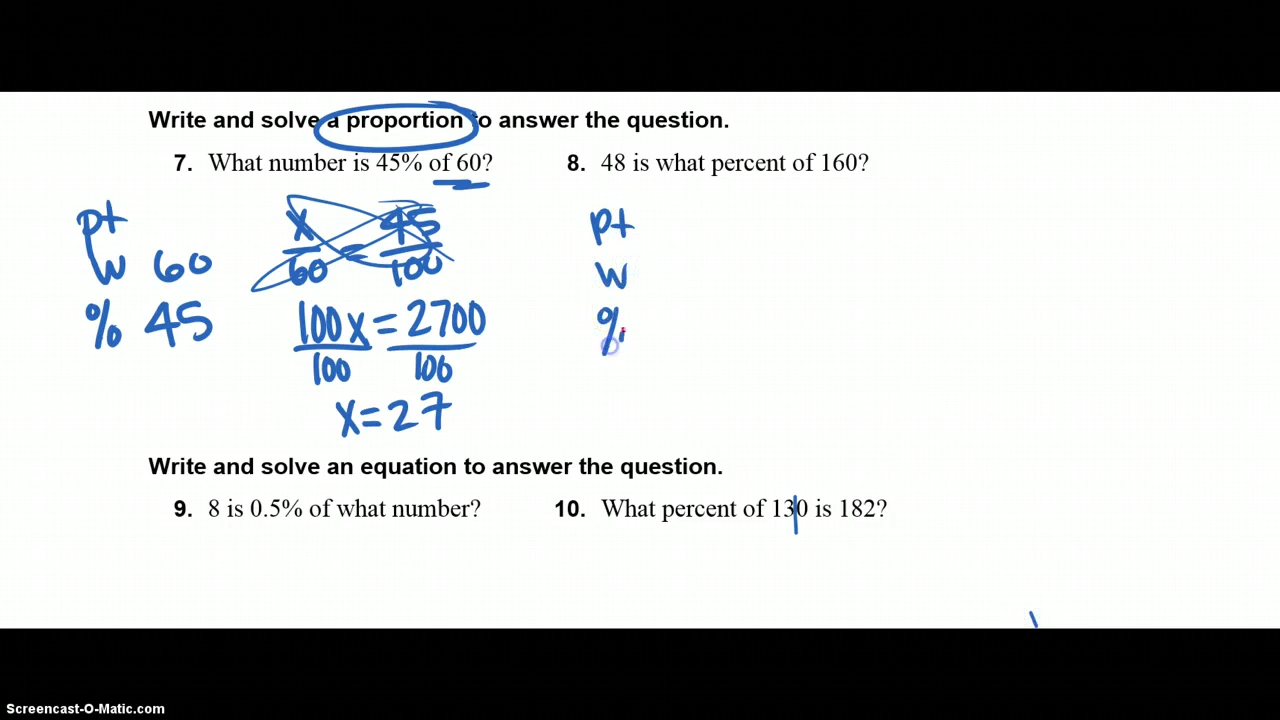 Write and solve a proportion to answer the question.
7. What number is 45% of 60?
8. 48 is what percent of 160?
pt
w 60
% 45
x/60 = 45/100
100x = 2700
100 100
x=27
pt
w
%
Write and solve an equation to answer the question.
9. 8 is 0.5% of what number?
10. What percent of 130 is 182?
Screencast-O-Matic.com